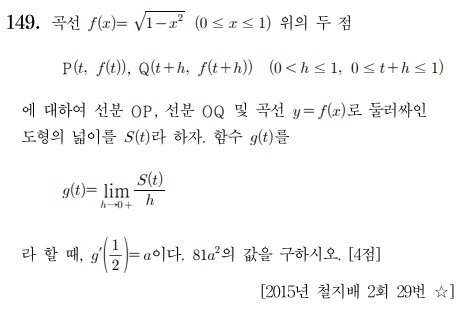 149. 곡선 f(x)= √(1−x²) (0≤x≤1) 위의 두 점
P(t, f(t)), Q(t+h, f(t+h)) (0<h≤1, 0≤t+h≤1)
에 대하여 선분 OP, 선분 OQ 및 곡선 y=f(x)로 둘러싸인
도형의 넓이를 S(t)라 하자. 함수 g(t)를
g(t)= lim_{h→0+} S(t)/h
라 할 때, g′(1/2)=a이다. 81a²의 값을 구하시오. [4점]
[2015년 철지배 2회 29번 ☆]